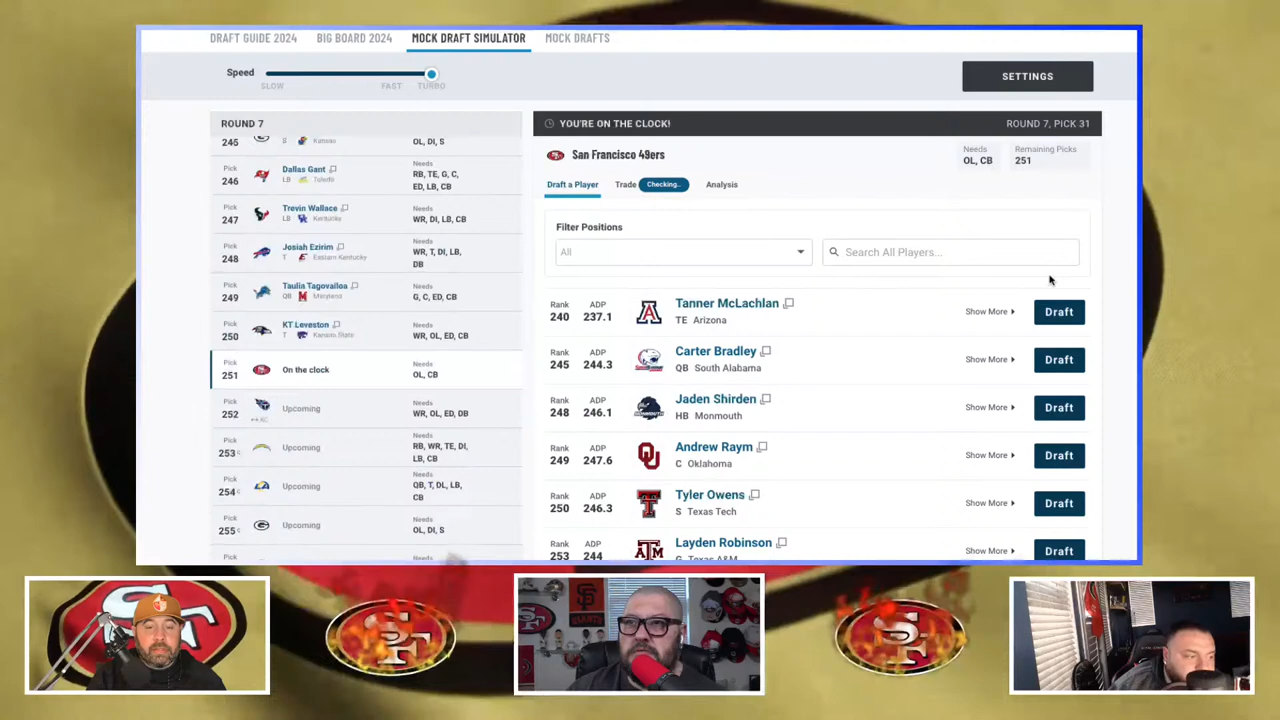 DRAFT GUIDE 2024 BIG BOARD 2024 MOCK DRAFT SIMULATOR MOCK DRAFTS
Speed
SLOW FAST TURBO
SETTINGS
ROUND 7
245 OL, DI, S
Pick 246 Dallas Gant LB Toledo Needs RB, TE, G, C, ED, LB, CB
Pick 247 Trevin Wallace LB Kentucky Needs WR, DI, LB, CB
Pick 248 Josiah Ezirim T Eastern Kentucky Needs WR, T, DI, LB, DB
Pick 249 Taulia Tagovailoa QB Maryland Needs G, C, ED, CB
Pick 250 KT Leveston T Kansas State Needs WR, OL, ED, CB
Pick 251 On the clock Needs OL, CB
Pick 252 Upcoming Needs WR, OL, ED, DB
Pick 253 Upcoming Needs RB, WR, TE, DI, LB, CB
Pick 254 Upcoming Needs QB, T, DL, LB, CB
Pick 255 Upcoming Needs OL, DI, S
YOU'RE ON THE CLOCK! ROUND 7, PICK 31
San Francisco 49ers
Needs OL, CB
Remaining Picks 251
Draft a Player Trade Checking.. Analysis
Filter Positions
All
Search All Players...
Rank 240 ADP 237.1 Tanner McLachlan TE Arizona Show More Draft
Rank 245 ADP 244.3 Carter Bradley QB South Alabama Show More Draft
Rank 248 ADP 246.1 Jaden Shirden HB Monmouth Show More Draft
Rank 249 ADP 247.6 Andrew Raym C Oklahoma Show More Draft
Rank 250 ADP 246.3 Tyler Owens S Texas Tech Show More Draft
Rank 253 ADP 244 Layden Robinson G Texas A&M Show More Draft